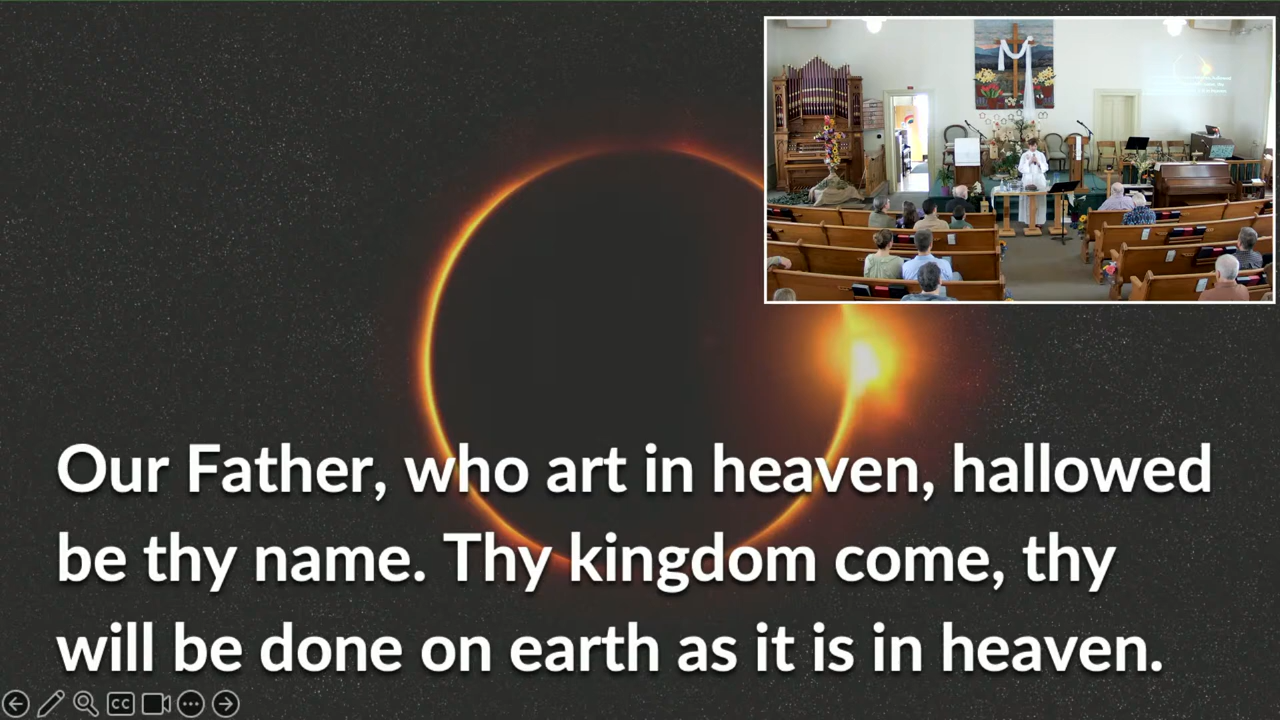 Our Father, who art in heaven, hallowed
be thy name. Thy kingdom come, thy
will be done on earth as it is in heaven.
CC